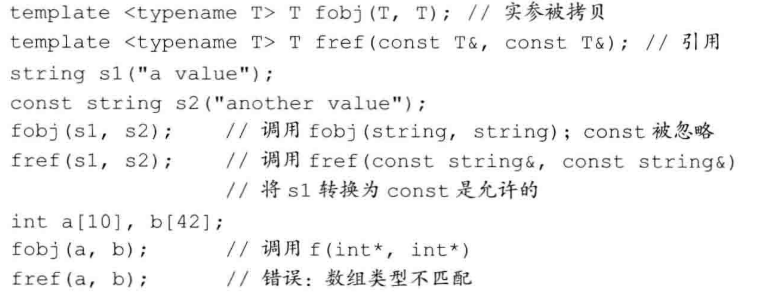 template <typename T> T fobj(T, T); // 实参被拷贝
template <typename T> T fref(const T&, const T&); // 引用
string s1("a value");
const string s2("another value");
fobj(s1, s2);      // 调用 fobj(string, string); const 被忽略
fref(s1, s2);      // 调用 fref(const string&, const string&)
                   // 将 s1 转换为 const 是允许的
int a[10], b[42];
fobj(a, b);        // 调用 f(int*, int*)
fref(a, b);        // 错误：数组类型不匹配